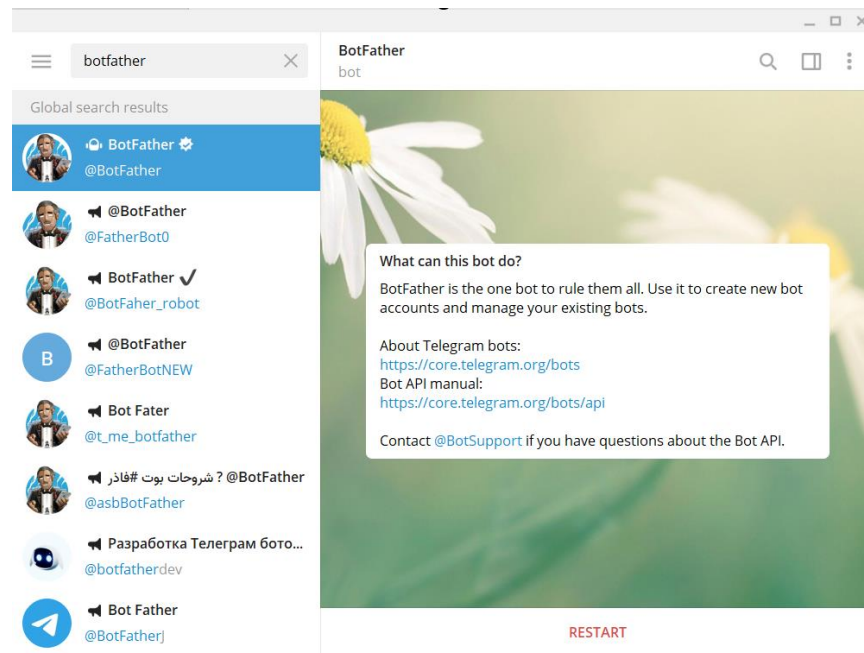 botfather
Global search results
BotFather
@BotFather
@BotFather
@FatherBot0
BotFather
@BotFaher_robot
B
@BotFather
@FatherBotNEW
Bot Fater
@t_me_botfather
@BotFather ? شروحات بوت #فاذر
@asbBotFather
Разработка Телеграм бото...
@botfatherdev
Bot Father
@BotFatherJ
BotFather
bot
What can this bot do?
BotFather is the one bot to rule them all. Use it to create new bot
accounts and manage your existing bots.
About Telegram bots:
https://core.telegram.org/bots
Bot API manual:
https://core.telegram.org/bots/api
Contact @BotSupport if you have questions about the Bot API.
RESTART